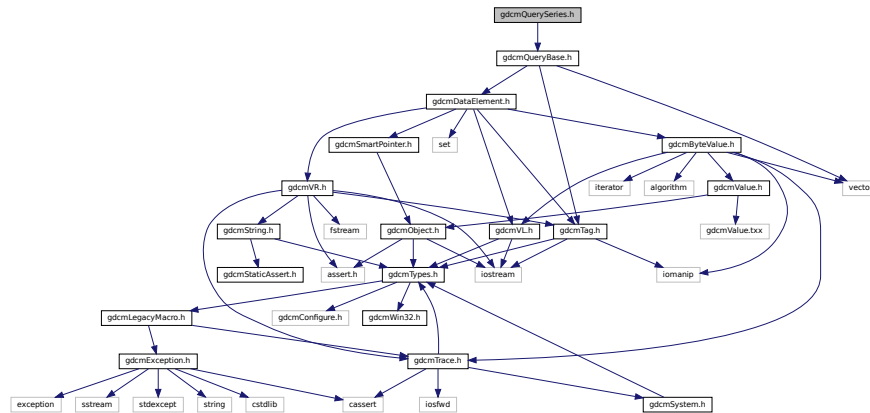 gdcmQuerySeries.h
gdcmQueryBase.h
gdcmDataElement.h
gdcmSmartPointer.h
set
gdcmByteValue.h
gdcmVR.h
iterator
algorithm
gdcmValue.h
vecto
gdcmString.h
fstream
gdcmObject.h
gdcmVL.h
gdcmTag.h
gdcmValue.txx
gdcmStaticAssert.h
assert.h
gdcmTypes.h
iostream
iomanip
gdcmLegacyMacro.h
gdcmConfigure.h
gdcmWin32.h
gdcmException.h
gdcmTrace.h
exception
sstream
stdexcept
string
cstdlib
cassert
iosfwd
gdcmSystem.h